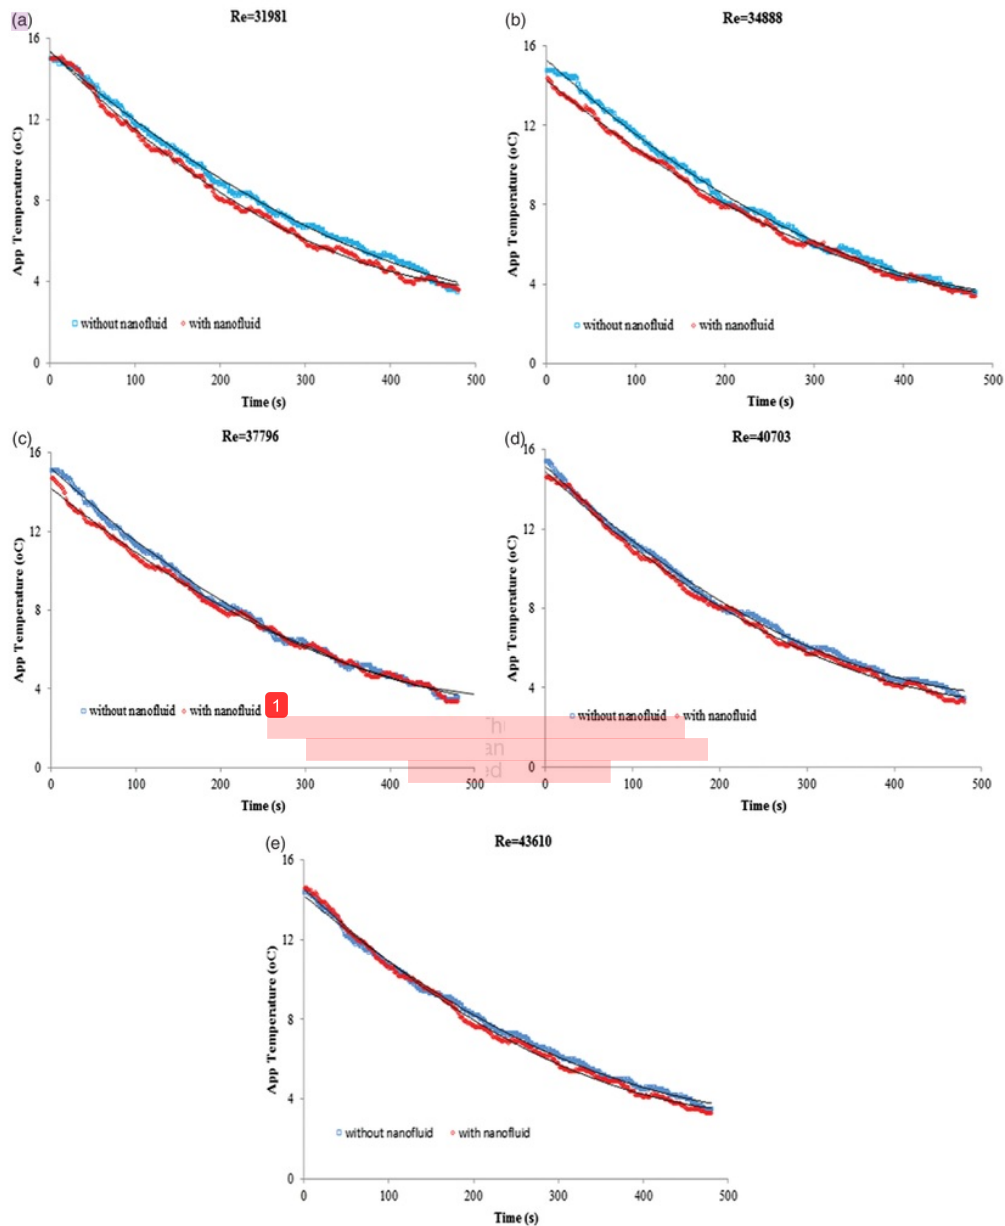 (a)
Re=31981
16
12
8
4
0
App Temperature (oC)
without nanofluid with nanofluid
0 100 200 300 400 500
Time (s)
(b)
Re=34888
16
12
8
4
0
App Temperature (oC)
without nanofluid with nanofluid
0 100 200 300 400 500
Time (s)
(c)
Re=37796
16
12
8
4
0
App Temperature (oC)
without nanofluid with nanofluid
1
0 100 200 300 400 500
Time (s)
(d)
Re=40703
16
12
8
4
0
App Temperature (oC)
without nanofluid with nanofluid
0 100 200 300 400 500
Time (s)
(e)
Re=43610
16
12
8
4
0
App Temperature (oC)
without nanofluid with nanofluid
0 100 200 300 400 500
Time (s)